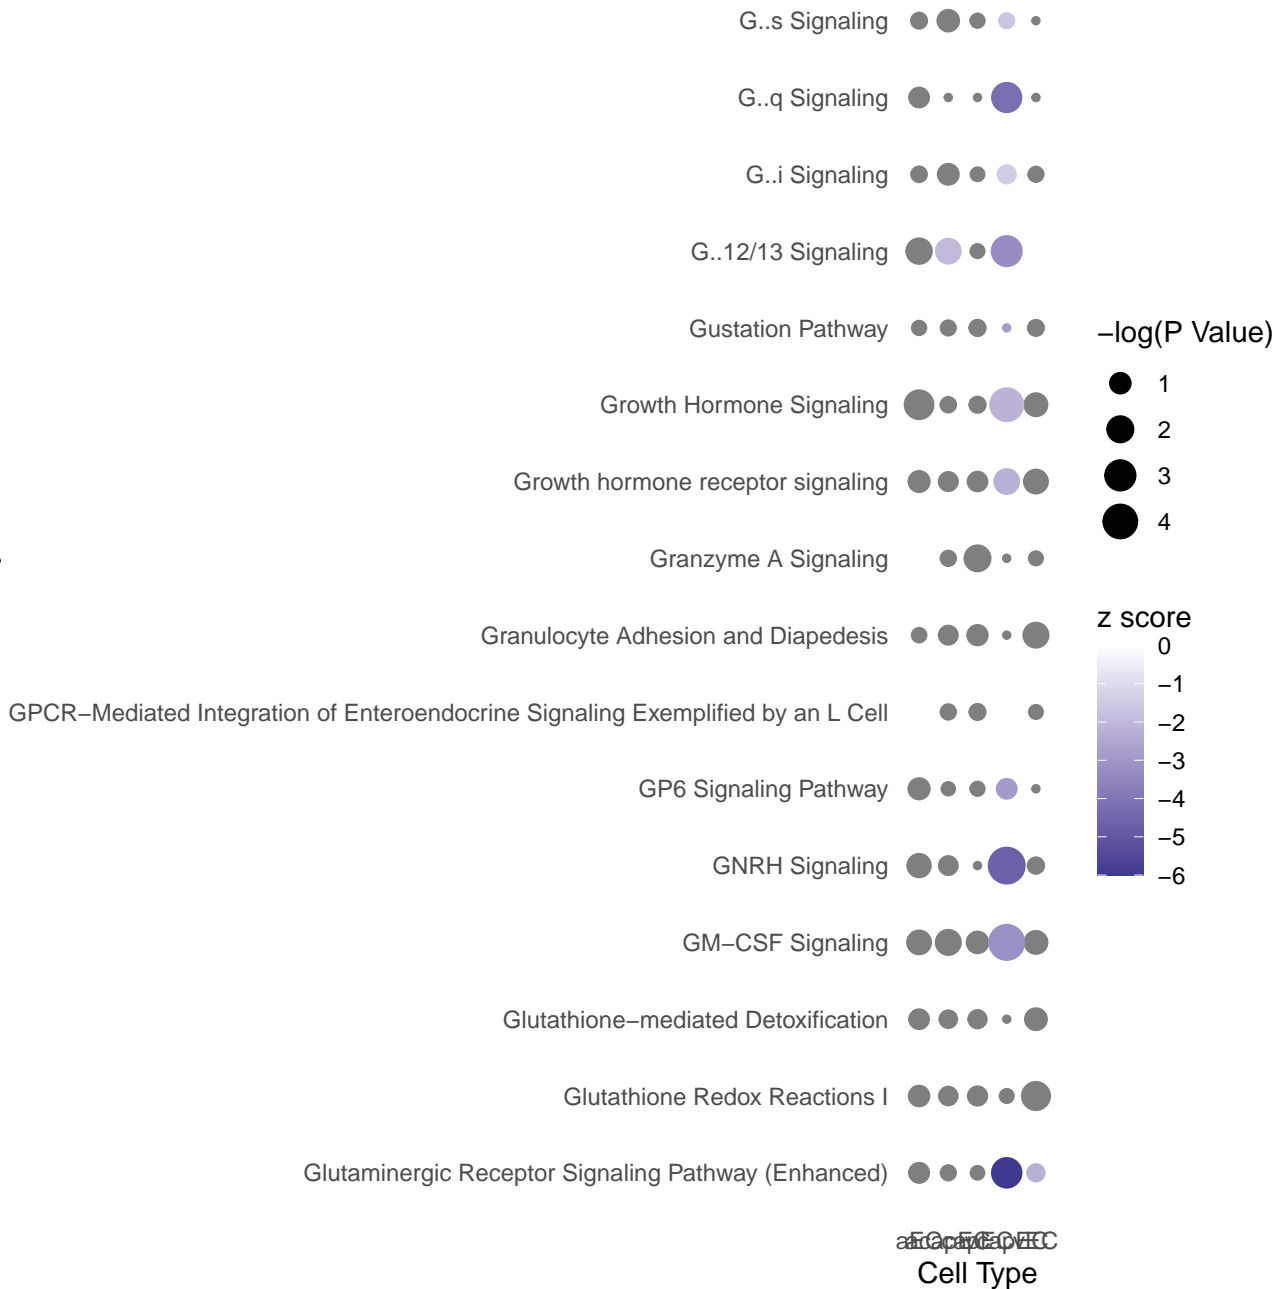 G..s Signaling
G..q Signaling
G..i Signaling
G..12/13 Signaling
Gustation Pathway
Growth Hormone Signaling
Growth hormone receptor signaling
Granzyme A Signaling
Granulocyte Adhesion and Diapedesis
GPCR−Mediated Integration of Enteroendocrine Signaling Exemplified by an L Cell
GP6 Signaling Pathway
GNRH Signaling
GM−CSF Signaling
Glutathione−mediated Detoxification
Glutathione Redox Reactions I
Glutaminergic Receptor Signaling Pathway (Enhanced)
Cell Type
−log(P Value)
1
2
3
4
z score
0
−1
−2
−3
−4
−5
−6